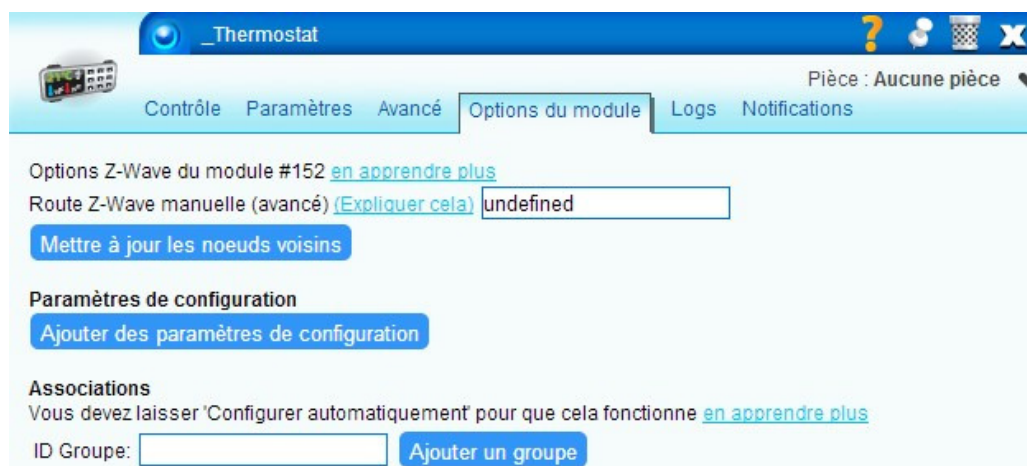 _Thermostat
Pièce : Aucune pièce
Contrôle Paramètres Avancé Options du module Logs Notifications
Options Z-Wave du module #152 en apprendre plus
Route Z-Wave manuelle (avancé) (Expliquer cela) undefined
Mettre à jour les noeuds voisins
Paramètres de configuration
Ajouter des paramètres de configuration
Associations
Vous devez laisser 'Configurer automatiquement' pour que cela fonctionne en apprendre plus
ID Groupe: Ajouter un groupe